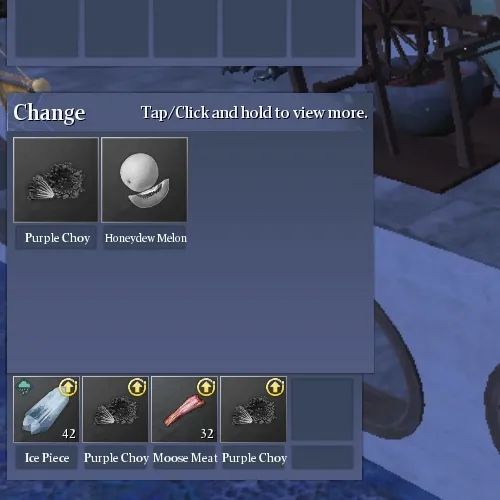 Change
Tap/Click and hold to view more.
Purple Choy
Honeydew Melon
42
32
Ice Piece
Purple Choy
Moose Meat
Purple Choy